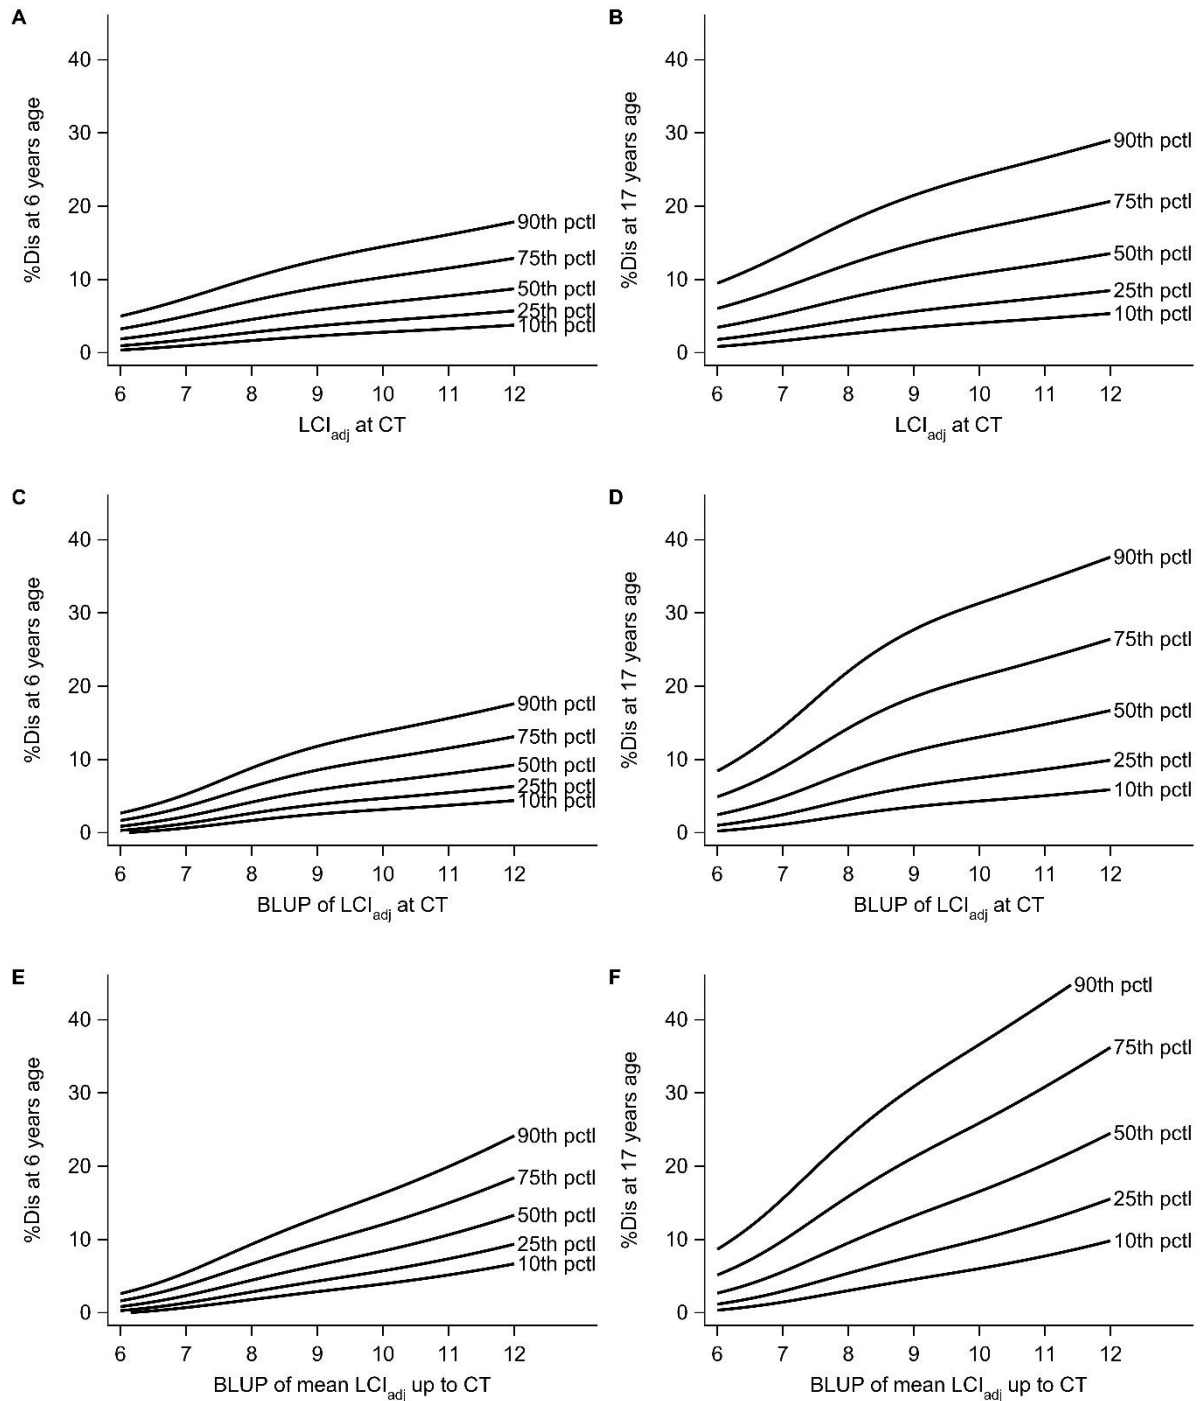 A
%Dis at 6 years age
40
30
20
10
0
90th pctl
75th pctl
50th pctl
25th pctl
10th pctl
6 7 8 9 10 11 12
LCIadj at CT
B
%Dis at 17 years age
40
30
20
10
0
90th pctl
75th pctl
50th pctl
25th pctl
10th pctl
6 7 8 9 10 11 12
LCIadj at CT
C
%Dis at 6 years age
40
30
20
10
0
90th pctl
75th pctl
50th pctl
25th pctl
10th pctl
6 7 8 9 10 11 12
BLUP of LCIadj at CT
D
%Dis at 17 years age
40
30
20
10
0
90th pctl
75th pctl
50th pctl
25th pctl
10th pctl
6 7 8 9 10 11 12
BLUP of LCIadj at CT
E
%Dis at 6 years age
40
30
20
10
0
90th pctl
75th pctl
50th pctl
25th pctl
10th pctl
6 7 8 9 10 11 12
BLUP of mean LCIadj up to CT
F
%Dis at 17 years age
40
30
20
10
0
90th pctl
75th pctl
50th pctl
25th pctl
10th pctl
6 7 8 9 10 11 12
BLUP of mean LCIadj up to CT